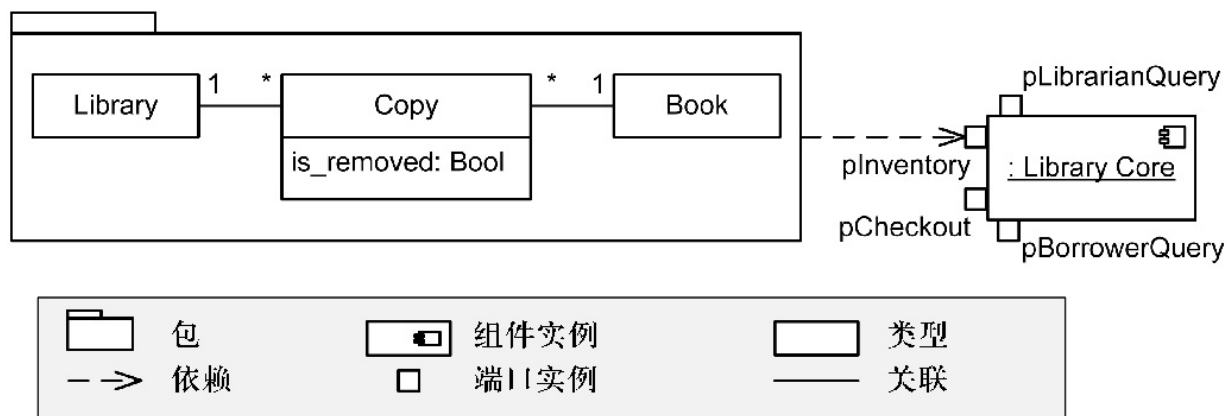 Library
1
*
Copy
is_removed: Bool
*
1
Book
pLibrarianQuery
pInventory
: Library Core
pCheckout
pBorrowerQuery
包
组件实例
类型
依赖
端口实例
关联